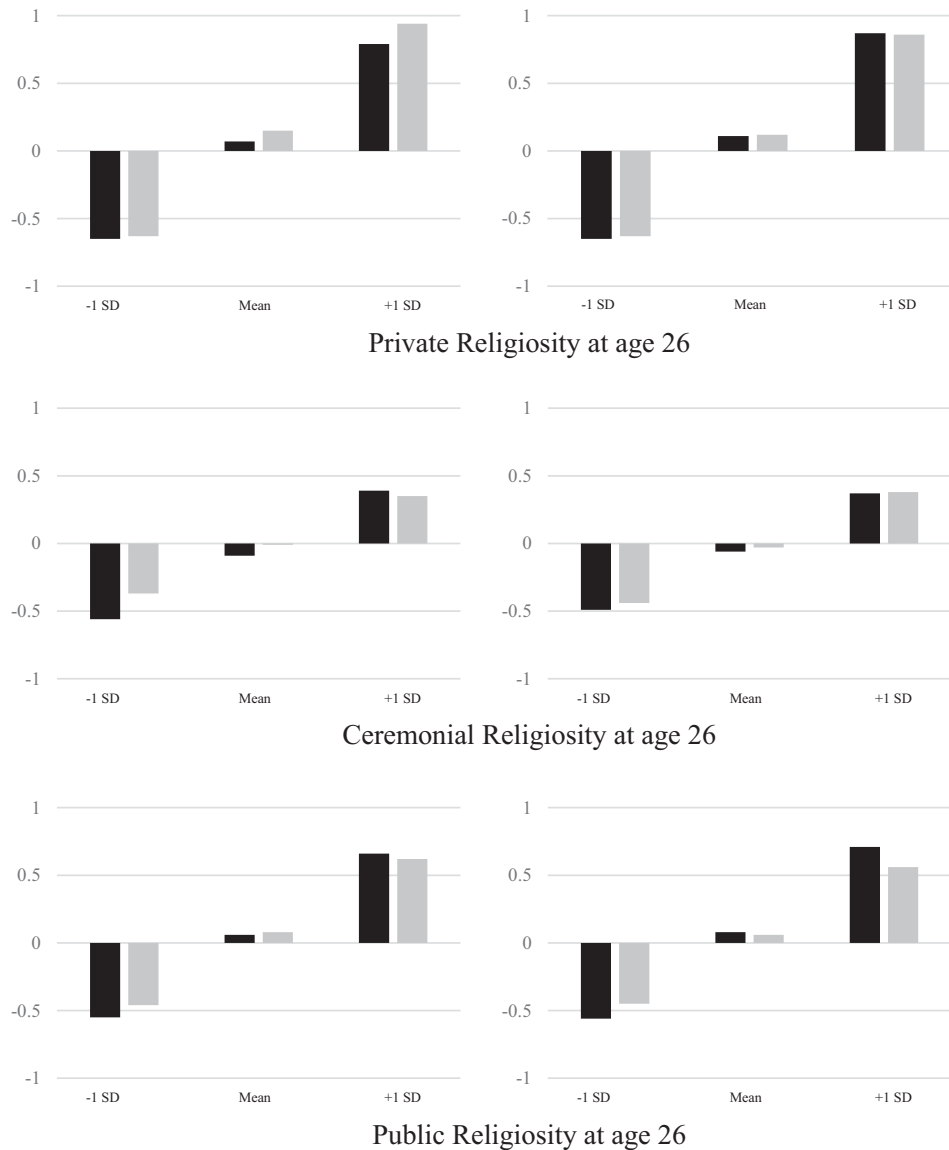 1 1
0.5 0.5
0 0
-0.5 -0.5
-1 -1
-1 SD Mean +1 SD -1 SD Mean +1 SD
Private Religiosity at age 26
1 1
0.5 0.5
0 0
-0.5 -0.5
-1 -1
-1 SD Mean +1 SD -1 SD Mean +1 SD
Ceremonial Religiosity at age 26
1 1
0.5 0.5
0 0
-0.5 -0.5
-1 -1
-1 SD Mean +1 SD -1 SD Mean +1 SD
Public Religiosity at age 26